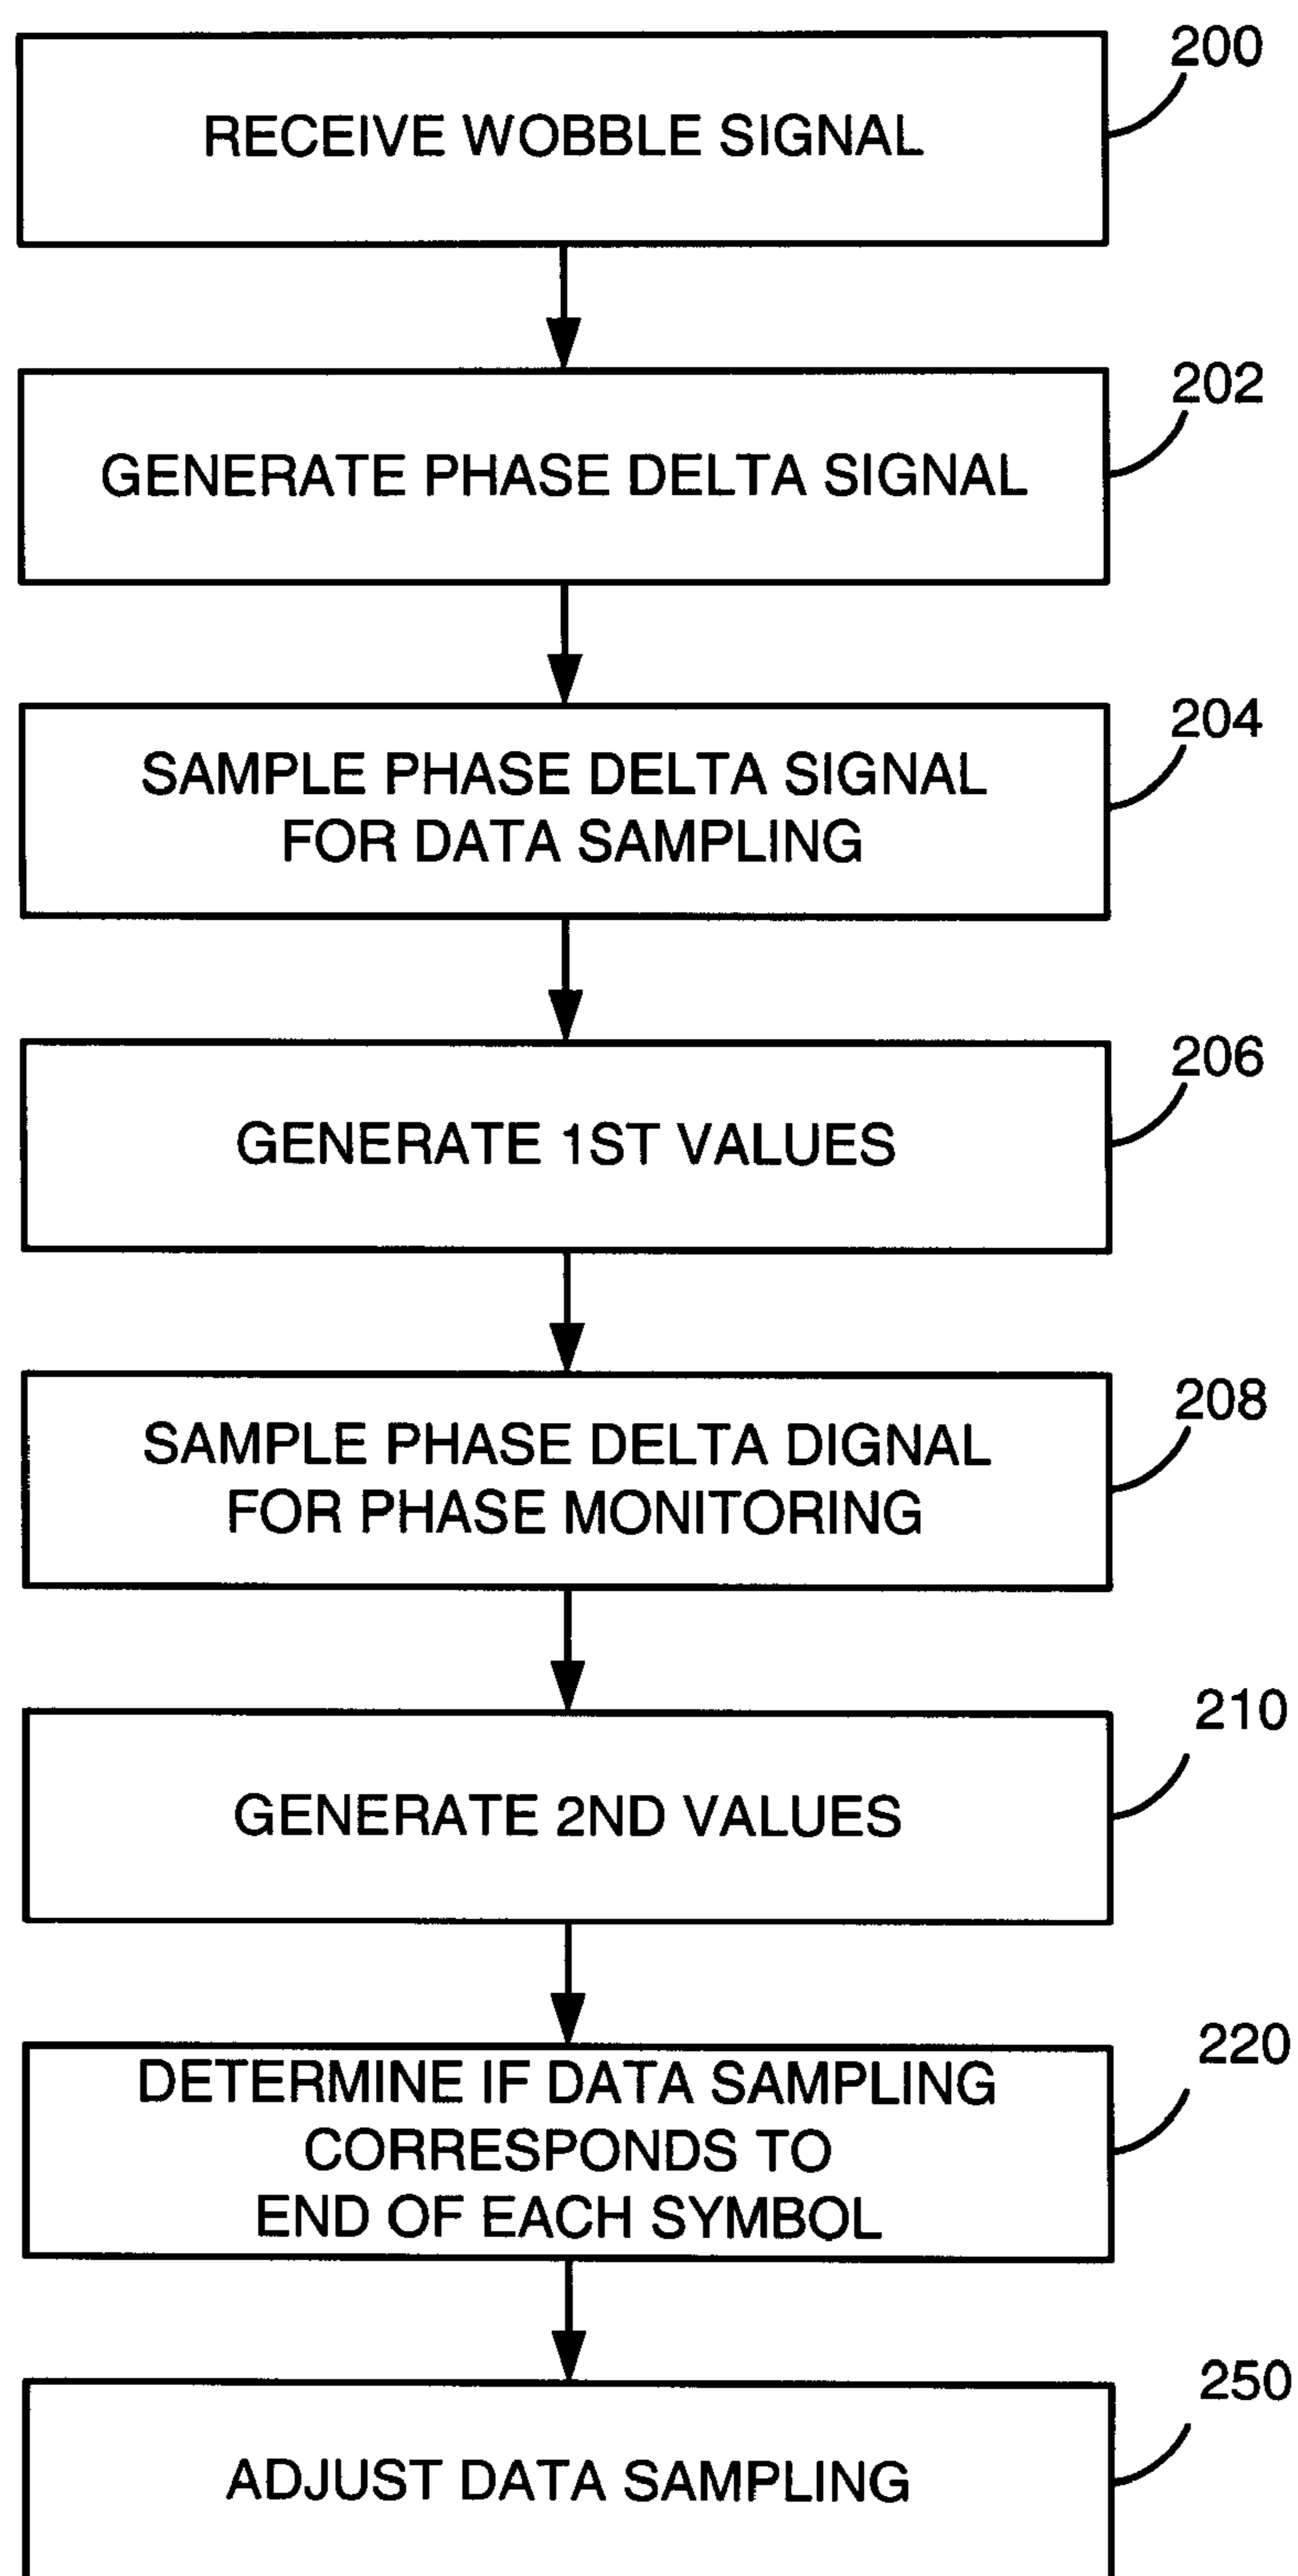 200
RECEIVE WOBBLE SIGNAL
202
GENERATE PHASE DELTA SIGNAL
204
SAMPLE PHASE DELTA SIGNAL
FOR DATA SAMPLING
206
GENERATE 1ST VALUES
208
SAMPLE PHASE DELTA DIGNAL
FOR PHASE MONITORING
210
GENERATE 2ND VALUES
220
DETERMINE IF DATA SAMPLING
CORRESPONDS TO
END OF EACH SYMBOL
250
ADJUST DATA SAMPLING